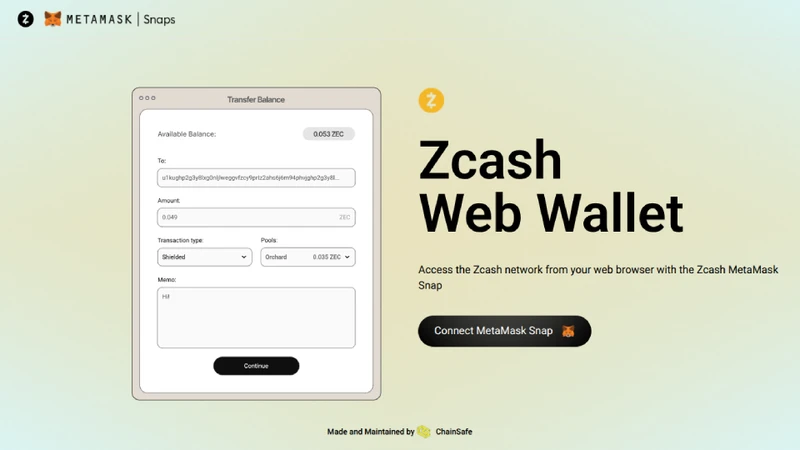 METAMASK | Snaps
Transfer Balance
Available Balance:
0.053 ZEC
To:
Amount:
0.049
ZEC
Transaction type:
Pools:
Shielded
Orchard
0.035 ZEC
Memo:
Hi!
Continue
Zcash
Web Wallet
Access the Zcash network from your web browser with the Zcash MetaMask
Snap
Connect MetaMask Snap
Made and Maintained by
ChainSafe